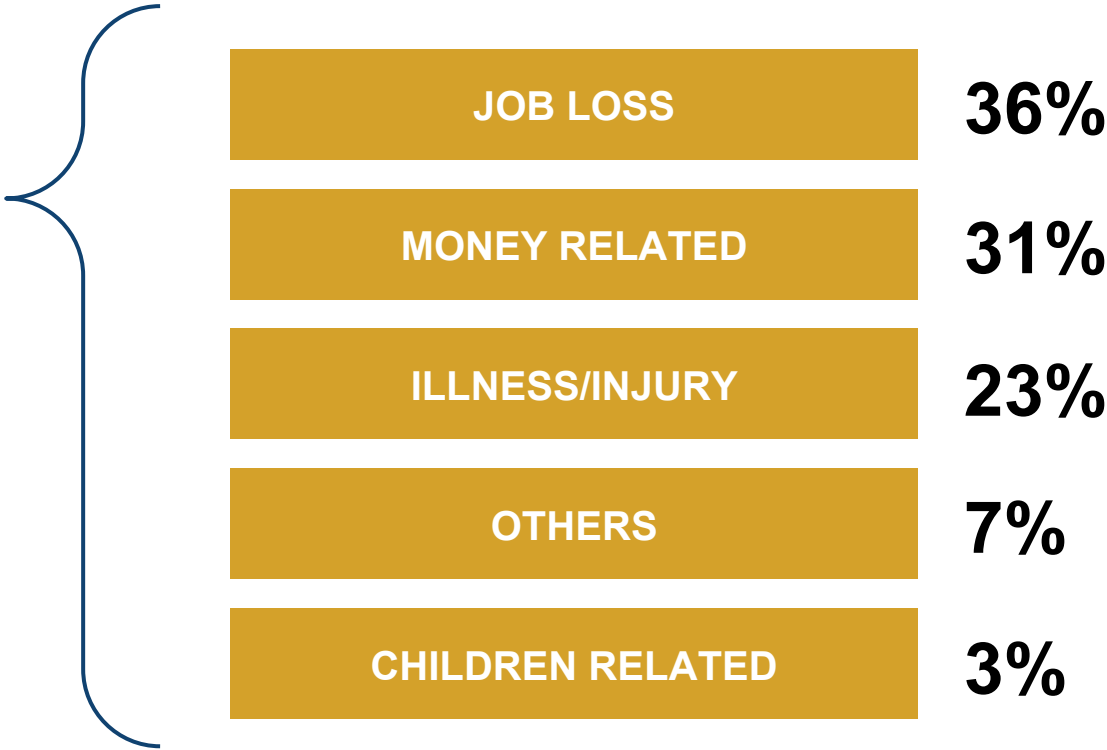 JOB LOSS 36%
MONEY RELATED 31%
ILLNESS/INJURY 23%
OTHERS 7%
CHILDREN RELATED 3%